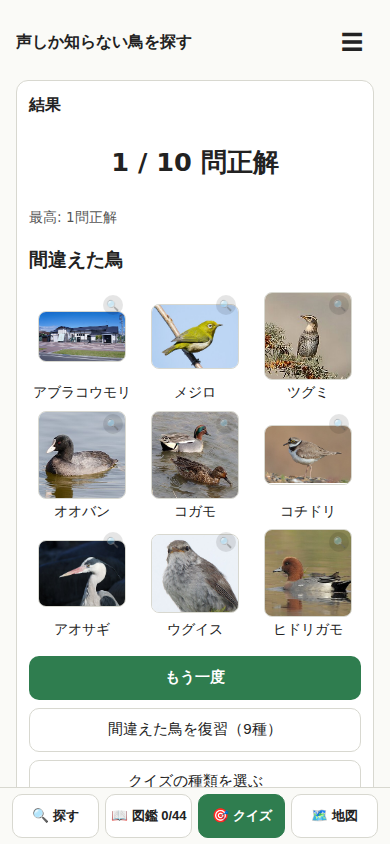 声しか知らない鳥を探す
☰
結果
1 / 10 問正解
最高: 1問正解
間違えた鳥
アブラコウモリ
メジロ
ツグミ
オオバン
コガモ
コチドリ
アオサギ
ウグイス
ヒドリガモ
もう一度
間違えた鳥を復習（9種）
クイズの種類を選ぶ
🔍 探す
📖 図鑑 0/44
🎯 クイズ
🗺️ 地図